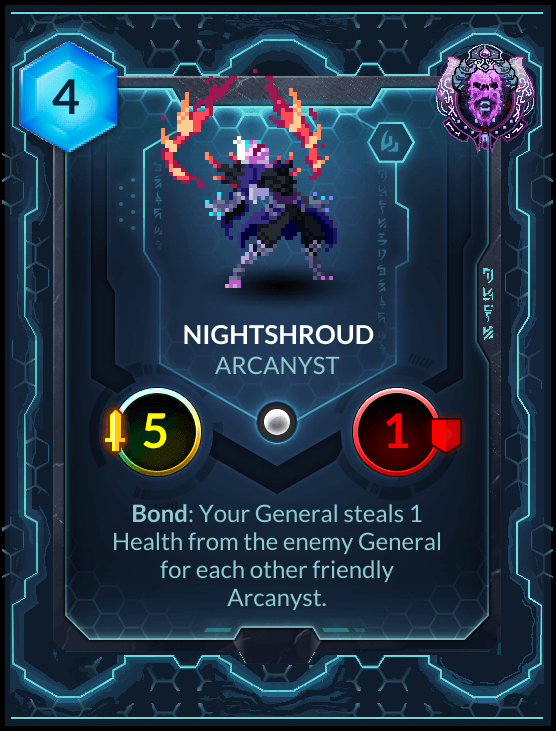 4
NIGHTSHROUD
ARCANYST
5
1
Bond: Your General steals 1
Health from the enemy General
for each other friendly
Arcanyst.